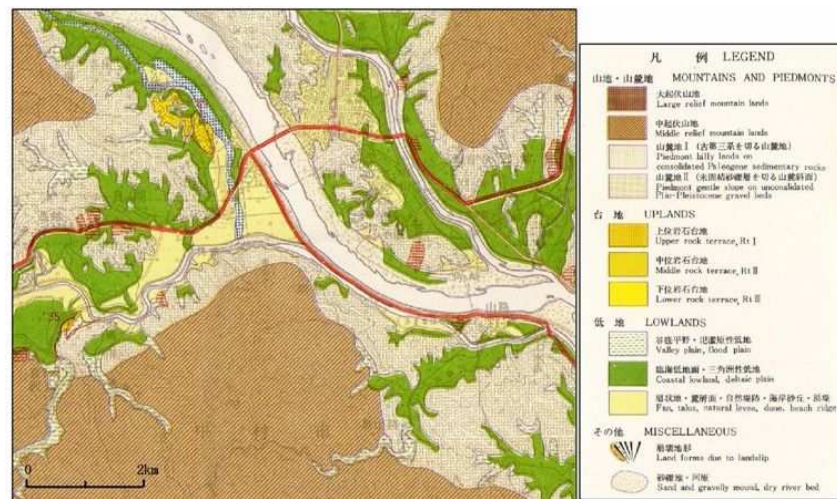 凡 例 LEGEND
山地・山麓地 MOUNTAINS AND PIEDMONTS
大起伏山地
Large relief mountain lands
中起伏山地
Middle relief mountain lands
山麓地Ⅰ(古第三系を切る山麓地)
Piedmont hilly lands on
consolidated Paleogene sedimentary rocks
山麓地Ⅱ(未固結砂礫層を切る山麓斜面)
Piedmont gentle slope on unconsolidated
Plio-Pleistocene gravel beds
台 地 UPLANDS
上位岩石台地
Upper rock terrace, RtⅠ
中位岩石台地
Middle rock terrace, RtⅡ
下位岩石台地
Lower rock terrace, RtⅢ
低 地 LOWLANDS
谷底平野・氾濫原性低地
Valley plain, flood plain
臨海低地面・三角洲性低地
Coastal lowland, deltaic plain
扇状地・麓屑面・自然堤防・海岸砂丘・浜堤
Fan, talus, natural levee, dune, beach ridge
その他 MISCELLANEOUS
崩壊地形
Land forms due to landslip
砂礫地・河原
Sand and gravelly mound, dry river bed
山路
0 2km